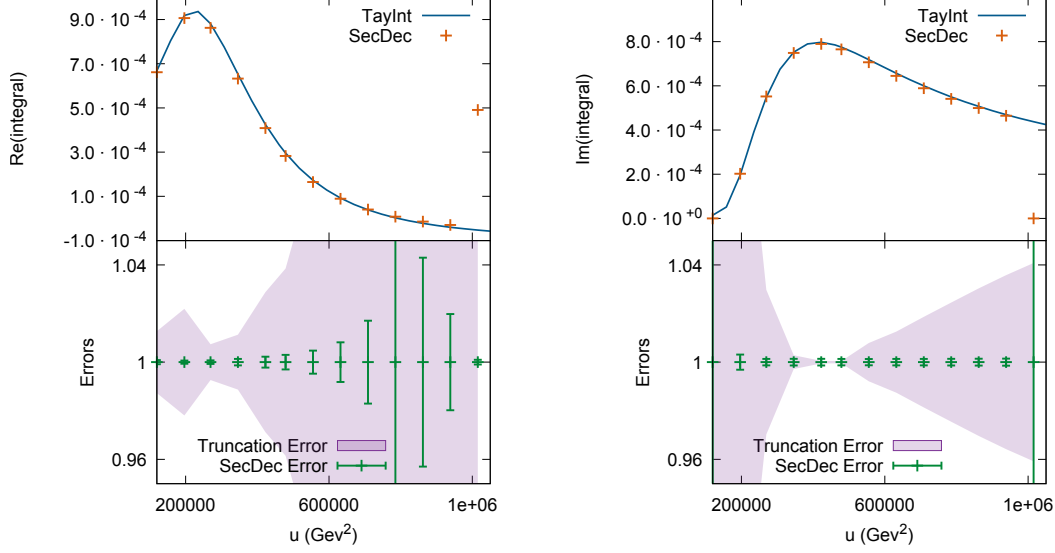 TayInt
SecDec
Re(integral)
9.0 · 10⁻⁴
7.0 · 10⁻⁴
5.0 · 10⁻⁴
3.0 · 10⁻⁴
1.0 · 10⁻⁴
-1.0 · 10⁻⁴
Errors
1.04
1
0.96
Truncation Error
SecDec Error
200000 600000 1e+06
u (Gev²)
TayInt
SecDec
Im(integral)
8.0 · 10⁻⁴
6.0 · 10⁻⁴
4.0 · 10⁻⁴
2.0 · 10⁻⁴
0.0 · 10⁺⁰
Errors
1.04
1
0.96
Truncation Error
SecDec Error
200000 600000 1e+06
u (Gev²)